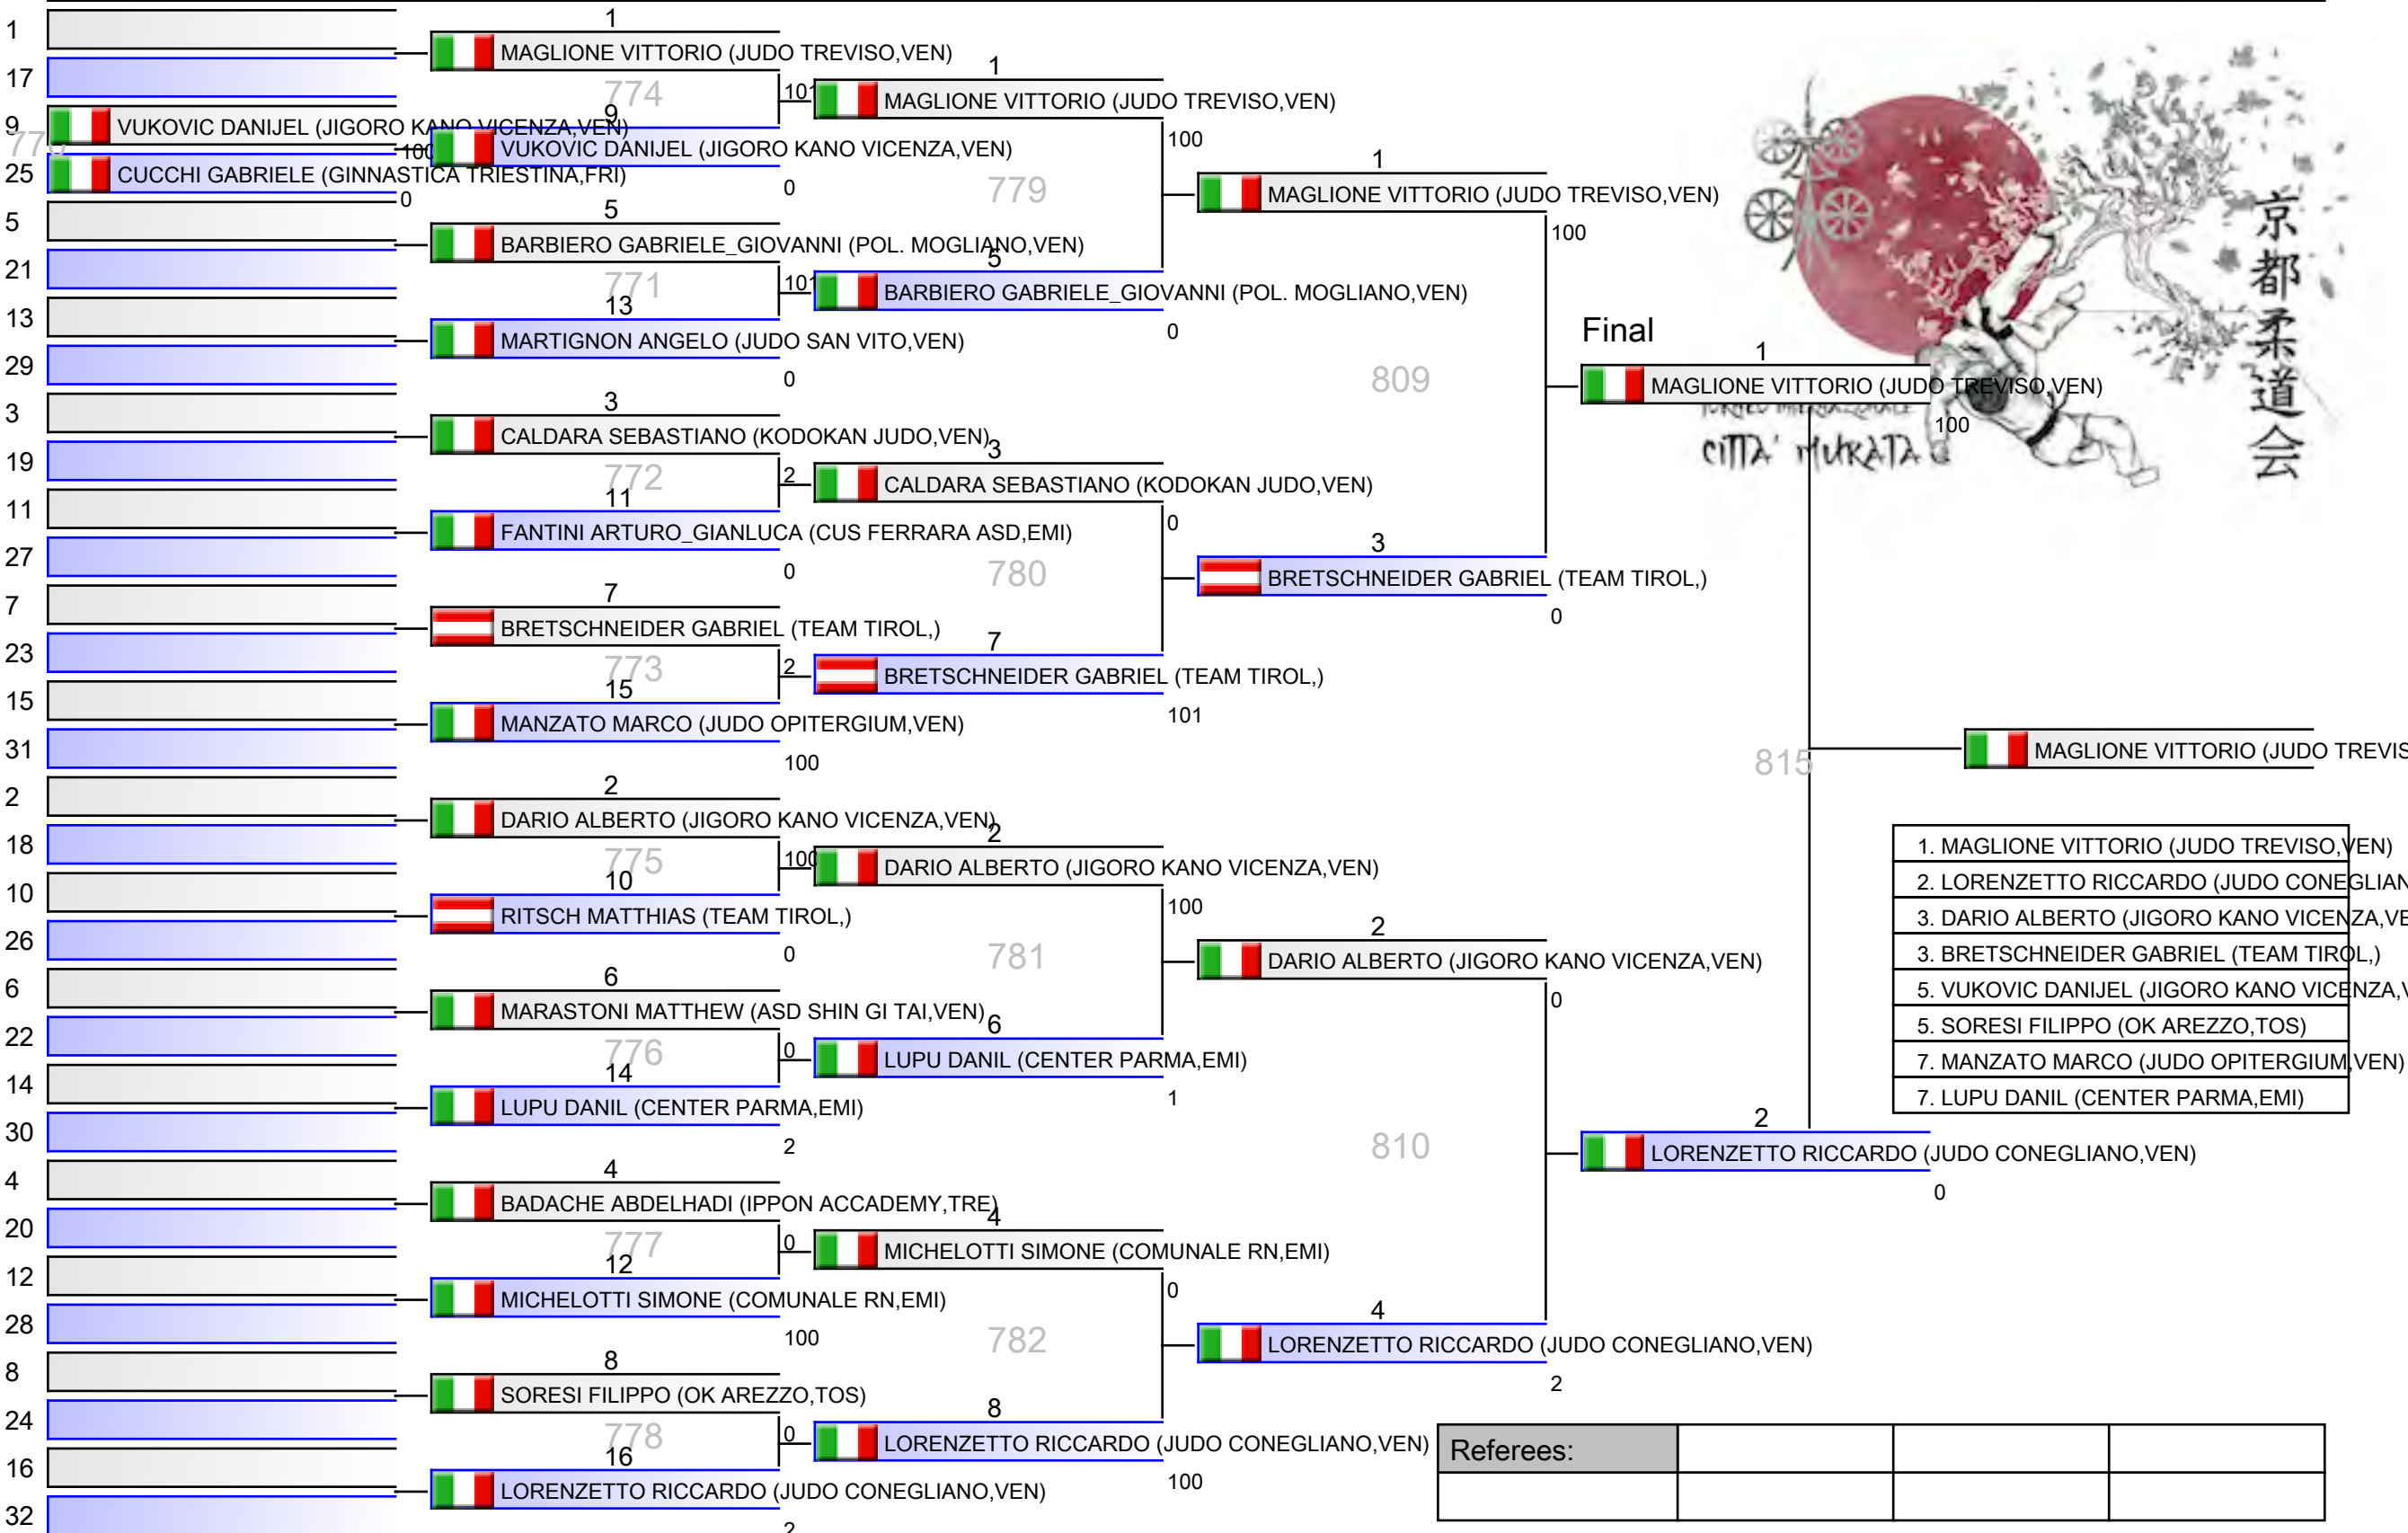 1
17
9
25
5
21
13
29
3
19
11
27
7
23
15
31
2
18
10
26
6
22
14
30
4
20
12
28
8
24
16
32
VUKOVIC DANIJEL (JIGORO KANO VICENZA,VEN)
100
CUCCHI GABRIELE (GINNASTICA TRIESTINA,FRI)
0
1
MAGLIONE VITTORIO (JUDO TREVISO,VEN)
774
101
9
VUKOVIC DANIJEL (JIGORO KANO VICENZA,VEN)
0
5
BARBIERO GABRIELE_GIOVANNI (POL. MOGLIANO,VEN)
771
101
13
MARTIGNON ANGELO (JUDO SAN VITO,VEN)
0
3
CALDARA SEBASTIANO (KODOKAN JUDO,VEN)
772
2
11
FANTINI ARTURO_GIANLUCA (CUS FERRARA ASD,EMI)
0
7
BRETSCHNEIDER GABRIEL (TEAM TIROL,)
773
2
15
MANZATO MARCO (JUDO OPITERGIUM,VEN)
100
2
DARIO ALBERTO (JIGORO KANO VICENZA,VEN)
775
100
10
RITSCH MATTHIAS (TEAM TIROL,)
0
6
MARASTONI MATTHEW (ASD SHIN GI TAI,VEN)
776
0
14
LUPU DANIL (CENTER PARMA,EMI)
2
4
BADACHE ABDELHADI (IPPON ACCADEMY,TRE)
777
0
12
MICHELOTTI SIMONE (COMUNALE RN,EMI)
100
8
SORESI FILIPPO (OK AREZZO,TOS)
778
0
16
LORENZETTO RICCARDO (JUDO CONEGLIANO,VEN)
2
1
MAGLIONE VITTORIO (JUDO TREVISO,VEN)
100
779
5
BARBIERO GABRIELE_GIOVANNI (POL. MOGLIANO,VEN)
0
3
CALDARA SEBASTIANO (KODOKAN JUDO,VEN)
0
780
7
BRETSCHNEIDER GABRIEL (TEAM TIROL,)
101
2
DARIO ALBERTO (JIGORO KANO VICENZA,VEN)
100
781
6
LUPU DANIL (CENTER PARMA,EMI)
1
4
MICHELOTTI SIMONE (COMUNALE RN,EMI)
0
782
8
LORENZETTO RICCARDO (JUDO CONEGLIANO,VEN)
100
1
MAGLIONE VITTORIO (JUDO TREVISO,VEN)
100
809
3
BRETSCHNEIDER GABRIEL (TEAM TIROL,)
0
2
DARIO ALBERTO (JIGORO KANO VICENZA,VEN)
0
810
4
LORENZETTO RICCARDO (JUDO CONEGLIANO,VEN)
2
Final
1
MAGLIONE VITTORIO (JUDO TREVISO,VEN)
100
815
2
LORENZETTO RICCARDO (JUDO CONEGLIANO,VEN)
0
CITTA' MURATA
京都柔道会
MAGLIONE VITTORIO (JUDO TREVIS
1. MAGLIONE VITTORIO (JUDO TREVISO,VEN)
2. LORENZETTO RICCARDO (JUDO CONEGLIAN
3. DARIO ALBERTO (JIGORO KANO VICENZA,VE
3. BRETSCHNEIDER GABRIEL (TEAM TIROL,)
5. VUKOVIC DANIJEL (JIGORO KANO VICENZA,V
5. SORESI FILIPPO (OK AREZZO,TOS)
7. MANZATO MARCO (JUDO OPITERGIUM,VEN)
7. LUPU DANIL (CENTER PARMA,EMI)
Referees: